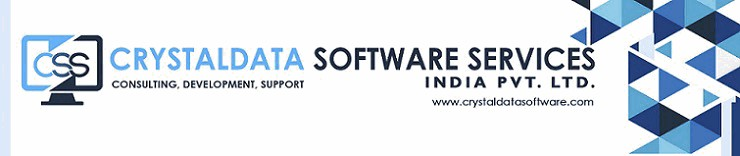 CSS
CRYSTALDATA SOFTWARE SERVICES
CONSULTING, DEVELOPMENT, SUPPORT
INDIA PVT. LTD.
www.crystaldatasoftware.com